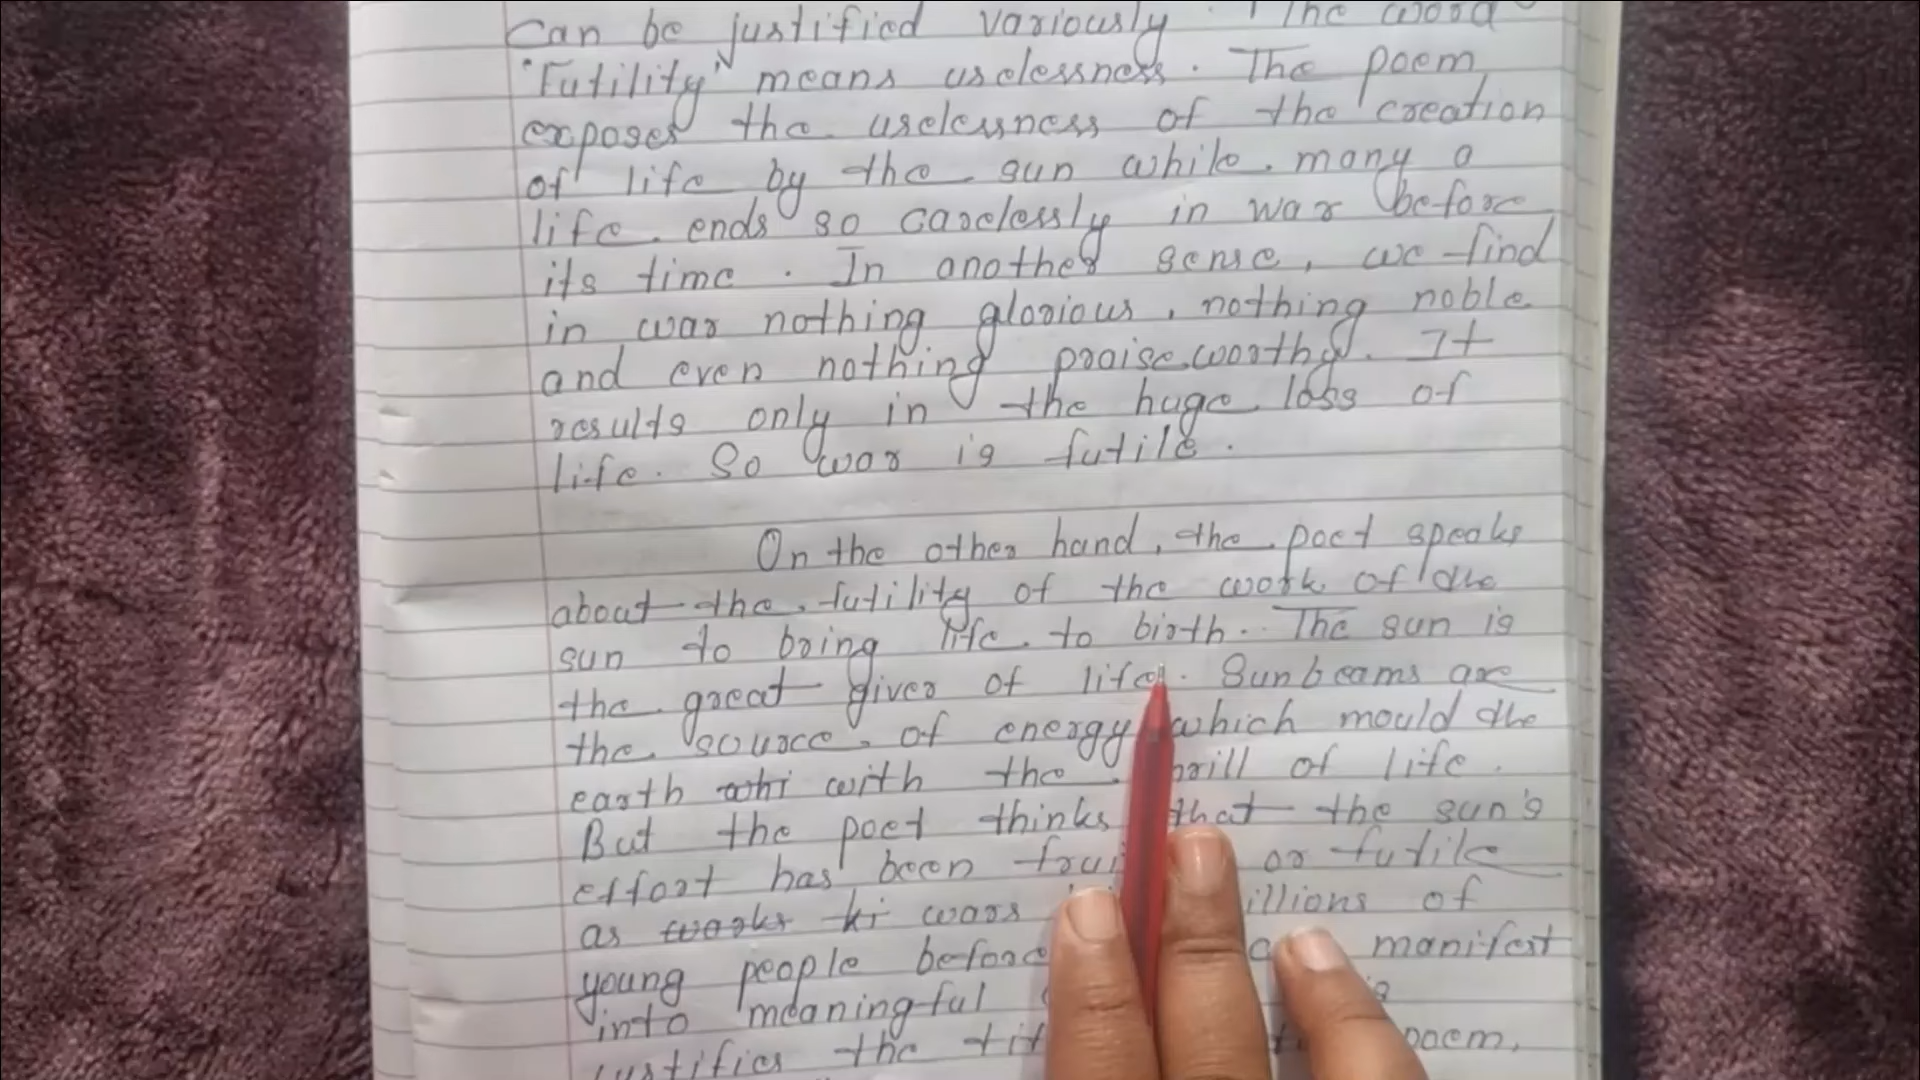 can be justified variously. The word
"Futility" means uselessness. The poem
exposes the uselessness of the creation
of life by the sun while many a
life ends so carelessly in war before
its time. In another sense, we find
in war nothing glorious, nothing noble
and even nothing praiseworthy. It
results only in the huge loss of
life. So war is futile.
On the other hand, the poet speaks
about the futility of the work of the
sun to bring life to birth. The sun is
the great giver of life. Sunbeams are
the source of energy which mould the
earth with the of life.
But the poet thinks that the sun's
effort has been or futile
as wars of
young people before manifest
into meaningful
justifies the poem.